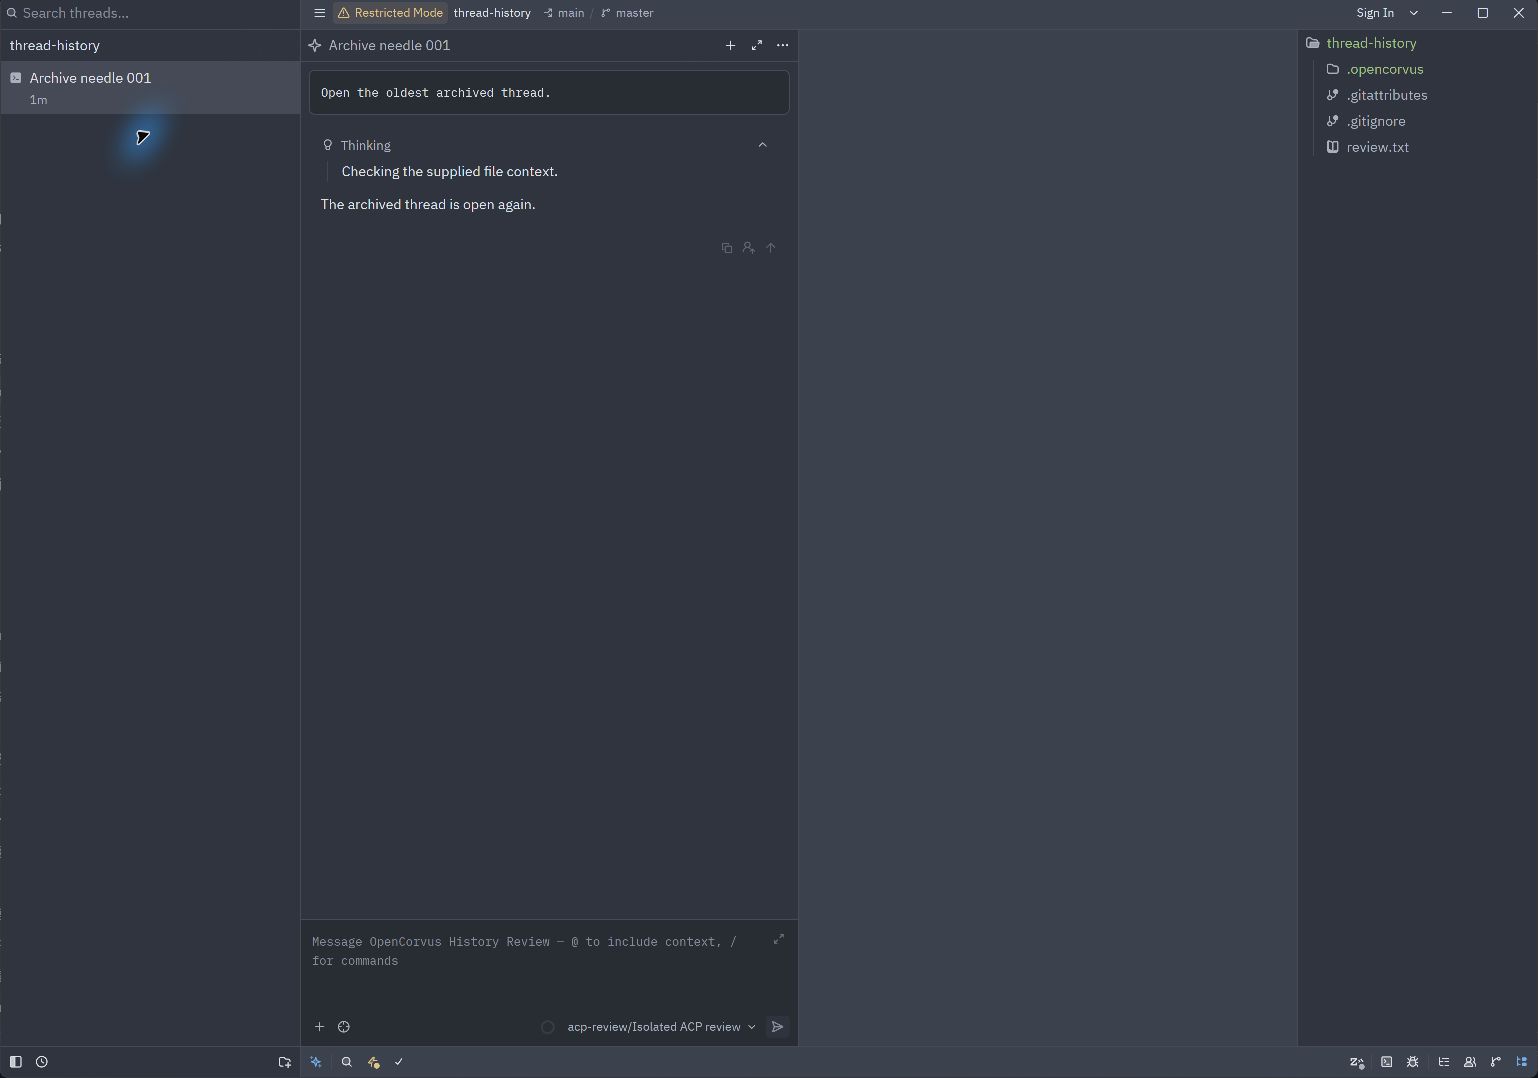 Search threads...
Restricted Mode thread-history main / master
Sign In
thread-history
Archive needle 001
1m
Archive needle 001
Open the oldest archived thread.
Thinking
Checking the supplied file context.
The archived thread is open again.
Message OpenCorvus History Review — @ to include context, /
for commands
acp-review/Isolated ACP review
thread-history
.opencorvus
.gitattributes
.gitignore
review.txt